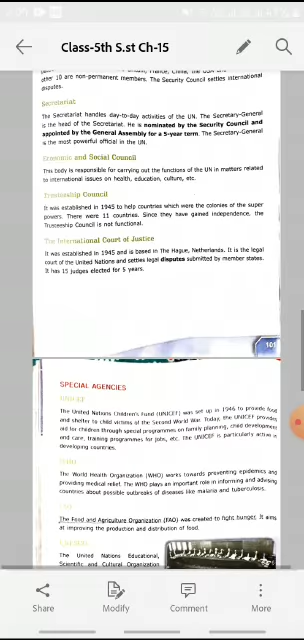 Class-5th S.st Ch-15
other 10 are non-permanent members. The Security Council settles international
disputes.
Secretariat
The Secretariat handles day-to-day activities of the UN. The Secretary-General
is the head of the Secretariat. He is nominated by the Security Council and
appointed by the General Assembly for a 5-year term. The Secretary-General
is the most powerful official in the UN.
Economic and Social Council
This body is responsible for carrying out the functions of the UN in matters related
to international issues on health, education, culture, etc.
Trusteeship Council
It was established in 1945 to help countries which were the colonies of the super
powers. There were 11 countries. Since they have gained independence, the
Trusteeship Council is not functional.
The International Court of Justice
It was established in 1945 and is based in The Hague, Netherlands. It is the legal
court of the United Nations and settles legal disputes submitted by member states.
It has 15 judges elected for 5 years.
101
SPECIAL AGENCIES
UNICEF
The United Nations Children's Fund (UNICEF) was set up in 1946 to provide food
and shelter to child victims of the Second World War. Today, the UNICEF provides
aid for children through special programmes on family planning, child development
and care, training programmes for jobs, etc. The UNICEF is particularly active in
developing countries.
WHO
The World Health Organization (WHO) works towards preventing epidemics and
providing medical relief. The WHO plays an important role in informing and advising
countries about possible outbreaks of diseases like malaria and tuberculosis.
FAO
The Food and Agriculture Organization (FAO) was created to fight hunger. It aims
at improving the production and distribution of food.
The United Nations Educational,
Scientific and Cultural Organization
Share
Modify
Comment
More